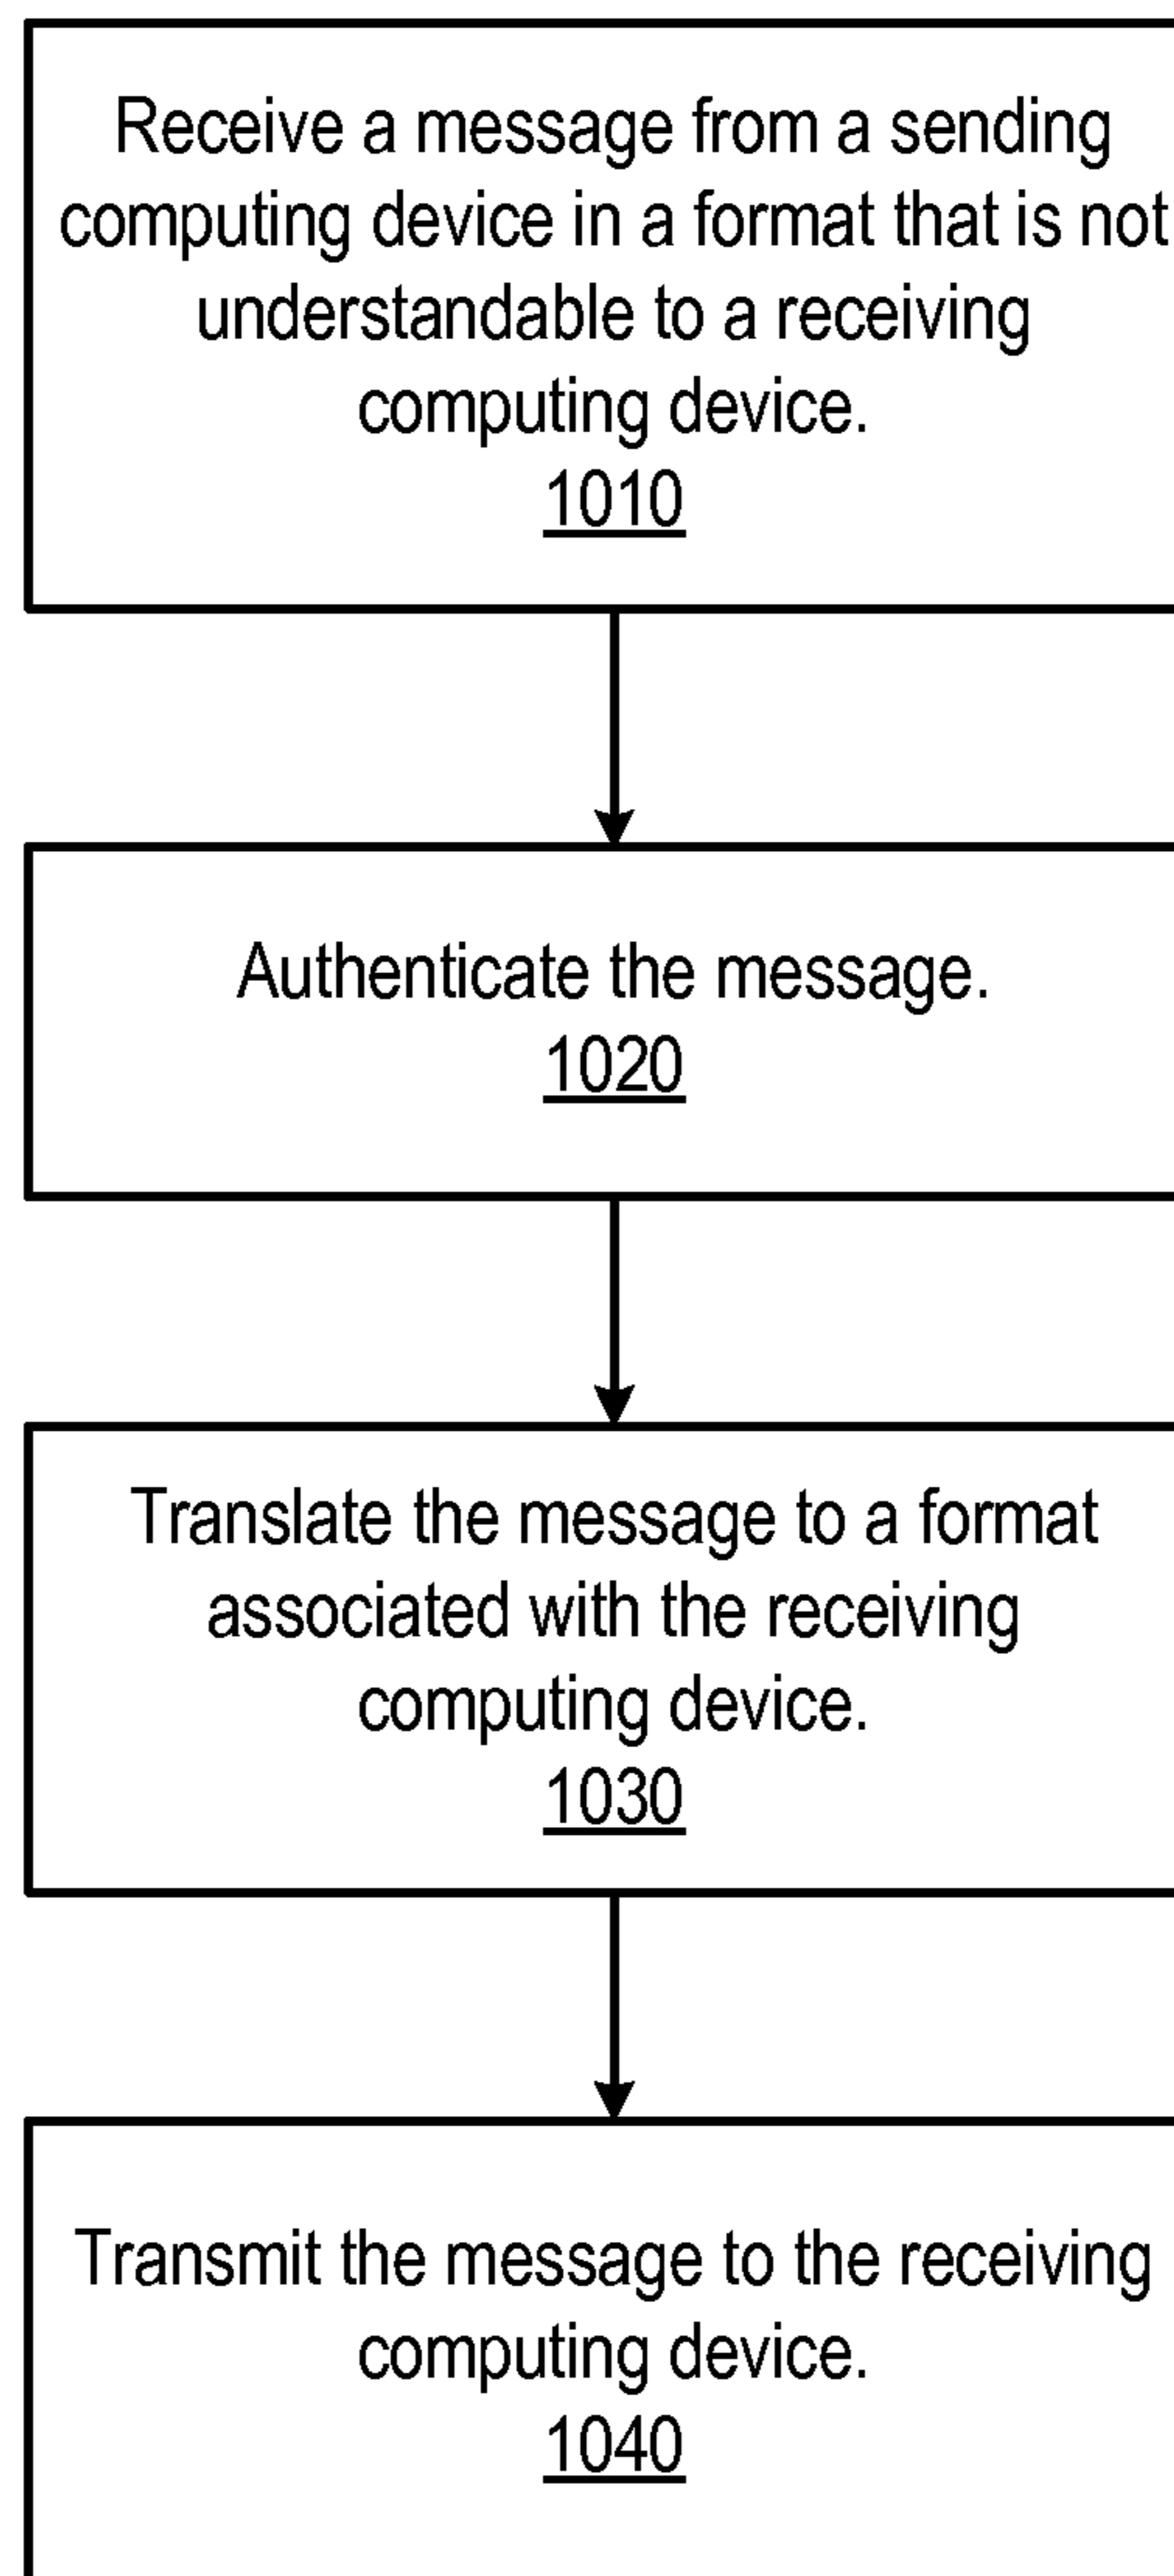 Receive a message from a sending
computing device in a format that is not
understandable to a receiving
computing device.
1010
Authenticate the message.
1020
Translate the message to a format
associated with the receiving
computing device.
1030
Transmit the message to the receiving
computing device.
1040